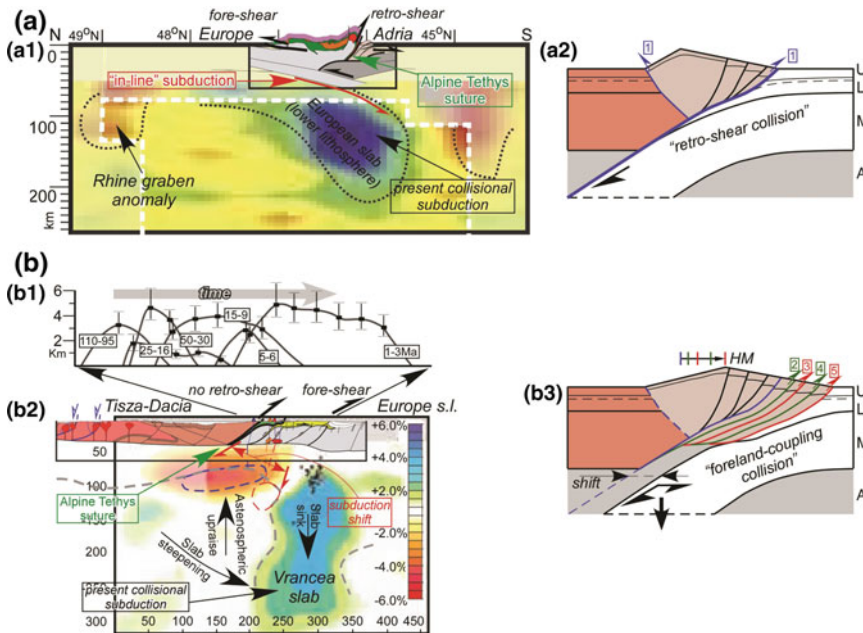 (a)
(a1)
N
49°N
48°N
fore-shear
Europe
retro-shear
Adria
45°N
S
0
100
200
km
"in-line" subduction
Alpine Tethys
suture
European slab
(lower lithosphere)
Rhine graben
anomaly
present collisional
subduction
(a2)
1
1
U
L
M
A
"retro-shear collision"
(b)
(b1)
6
4
2
Km
time
110-95
25-16
50-30
15-9
5-6
1-3Ma
no retro-shear
fore-shear
(b2)
Tisza-Dacia
Europe s.l.
50
100
200
300
+6.0%
+2.0%
-2.0%
-4.0%
-6.0%
Alpine Tethys
suture
Astenospheric
upraise
Slab
sink
subduction
shift
Slab
steepening
Vrancea
slab
present collisional
subduction
50
100
150
200
250
300
350
400
450
(b3)
HM
2
3
4
5
U
L
M
A
shift
"foreland-coupling
collision"